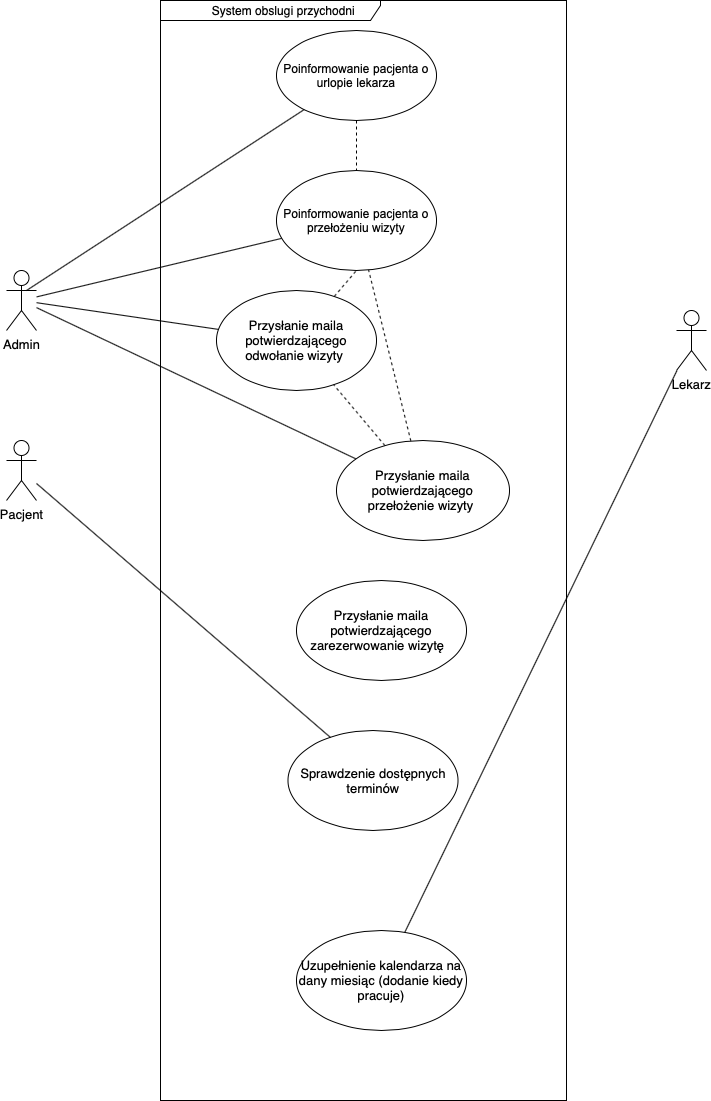 System obslugi przychodni
Poinformowanie pacjenta o
urlopie lekarza
Poinformowanie pacjenta o
przełożeniu wizyty
Admin
Przysłanie maila
potwierdzającego
odwołanie wizyty
Lekarz
Pacjent
Przysłanie maila
potwierdzającego
przełożenie wizyty
Przysłanie maila
potwierdzającego
zarezerwowanie wizytę
Sprawdzenie dostępnych
terminów
Uzupełnienie kalendarza na
dany miesiąc (dodanie kiedy
pracuje)